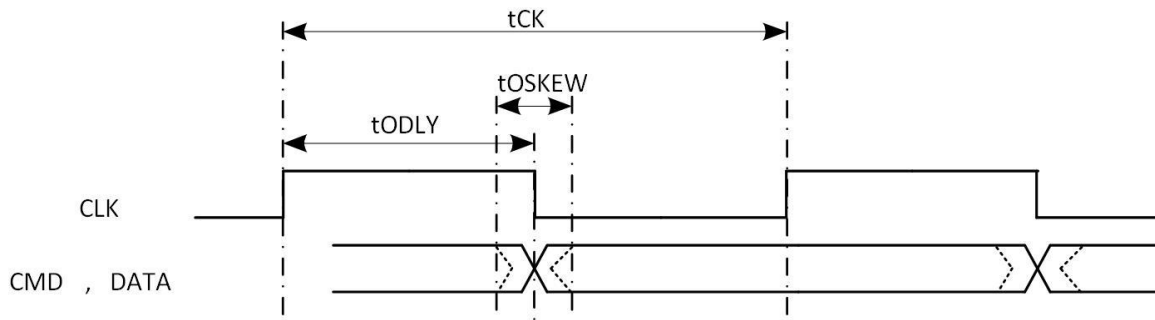 tCK
tOSKEW
tODLY
CLK
CMD , DATA